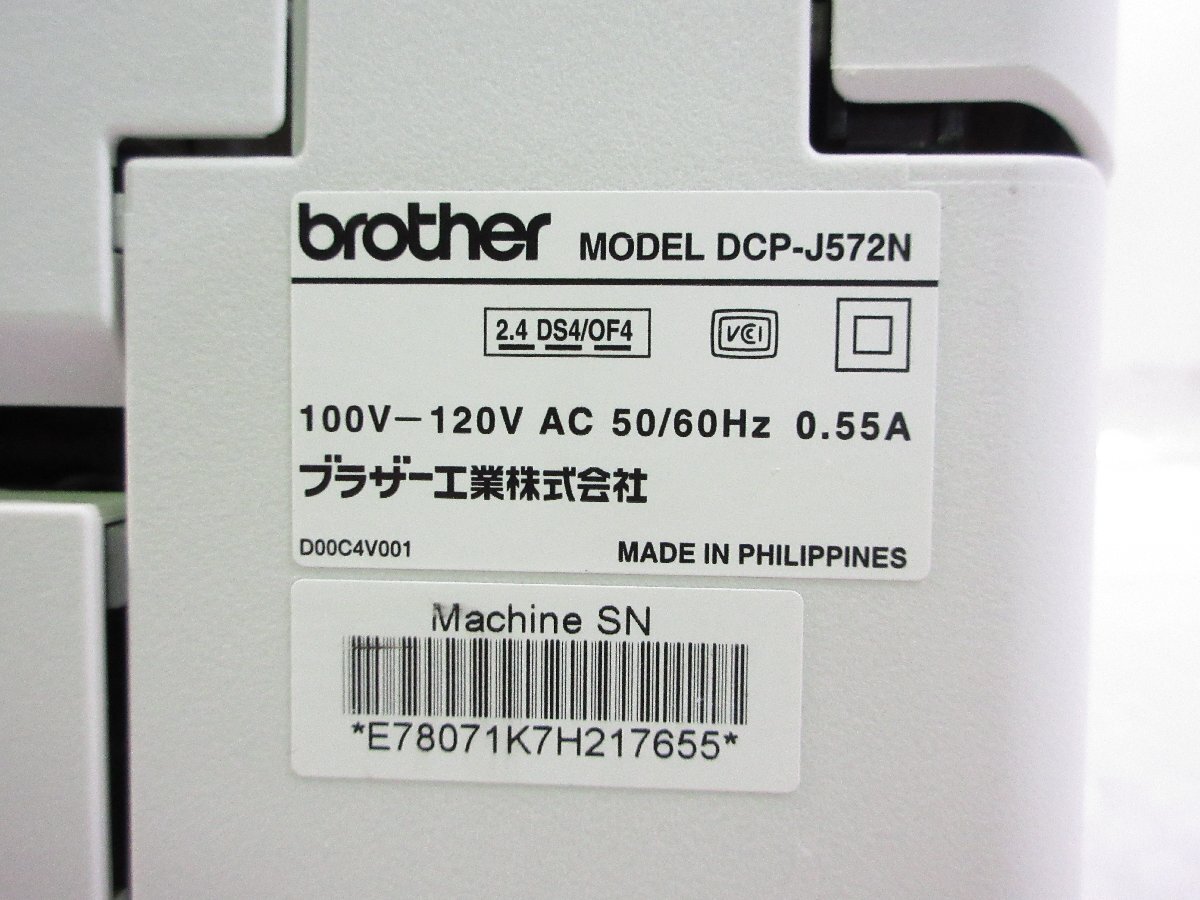 brother MODEL DCP-J572N
2.4 DS4/OF4 VCI
100V－120V AC 50/60Hz 0.55A
ブラザー工業株式会社
D00C4V001 MADE IN PHILIPPINES
Machine SN
*E78071K7H217655*